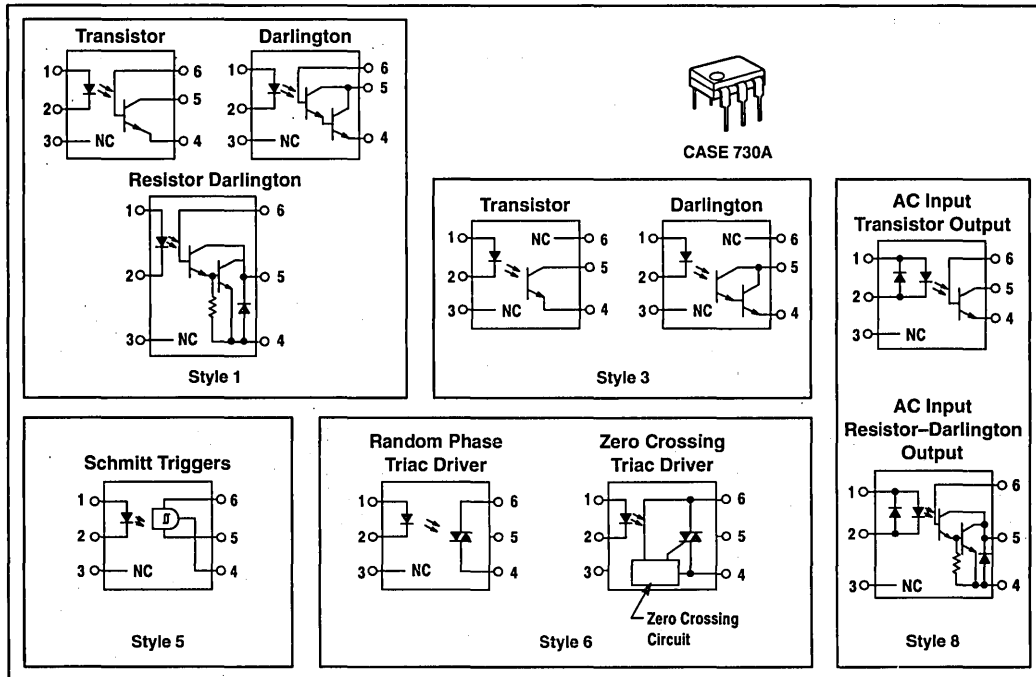 Transistor
1
2
3
NC
6
5
4
Darlington
1
2
3
NC
6
5
4
Resistor Darlington
1
2
3
NC
6
5
4
Style 1
CASE 730A
Transistor
1
2
3
NC
6
5
4
Darlington
1
2
3
NC
6
5
4
Style 3
AC Input
Transistor Output
1
2
3
NC
6
5
4
AC Input
Resistor–Darlington
Output
1
2
3
NC
6
5
4
Style 8
Schmitt Triggers
1
2
3
NC
6
5
4
Style 5
Random Phase
Triac Driver
1
2
3
NC
6
5
4
Zero Crossing
Triac Driver
1
2
3
6
5
4
Zero Crossing
Circuit
Style 6